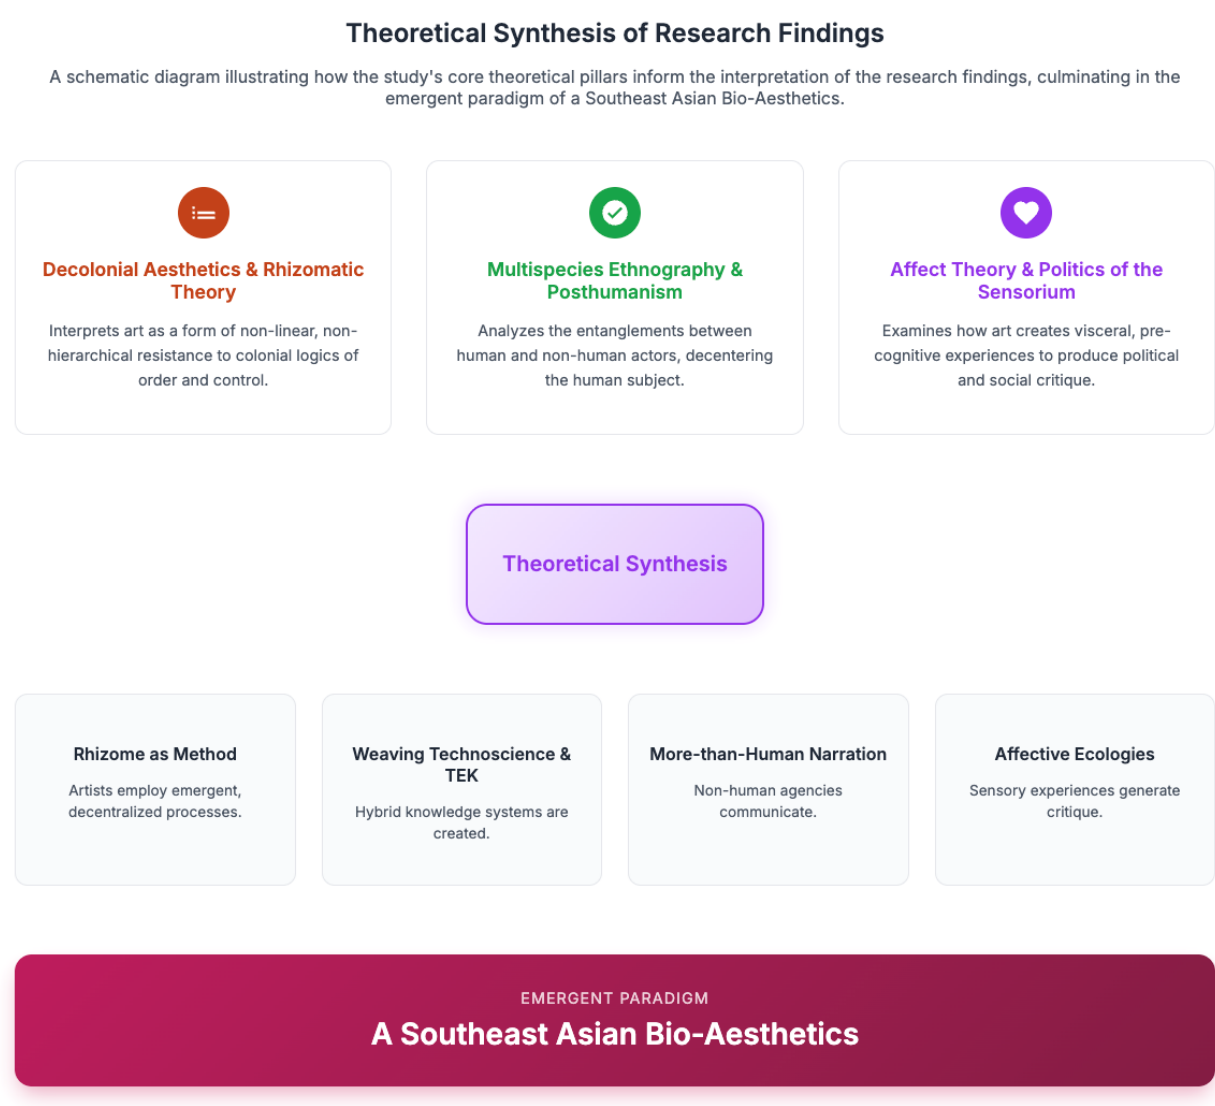 Theoretical Synthesis of Research Findings
A schematic diagram illustrating how the study's core theoretical pillars inform the interpretation of the research findings, culminating in the
emergent paradigm of a Southeast Asian Bio-Aesthetics.
Decolonial Aesthetics & Rhizomatic
Theory
Interprets art as a form of non-linear, non-
hierarchical resistance to colonial logics of
order and control.
Multispecies Ethnography &
Posthumanism
Analyzes the entanglements between
human and non-human actors, decentering
the human subject.
Affect Theory & Politics of the
Sensorium
Examines how art creates visceral, pre-
cognitive experiences to produce political
and social critique.
Theoretical Synthesis
Rhizome as Method
Artists employ emergent,
decentralized processes.
Weaving Technoscience &
TEK
Hybrid knowledge systems are
created.
More-than-Human Narration
Non-human agencies
communicate.
Affective Ecologies
Sensory experiences generate
critique.
EMERGENT PARADIGM
A Southeast Asian Bio-Aesthetics